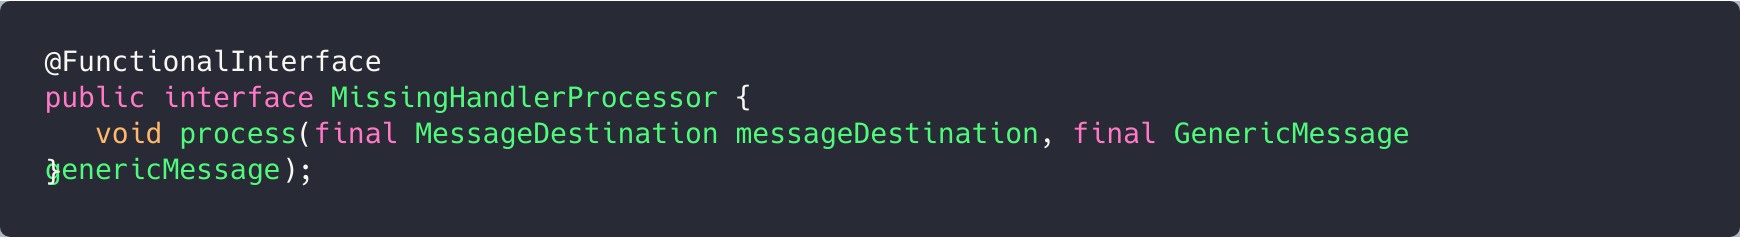 @FunctionalInterface
public interface MissingHandlerProcessor {
   void process(final MessageDestination messageDestination, final GenericMessage
genericMessage);
}